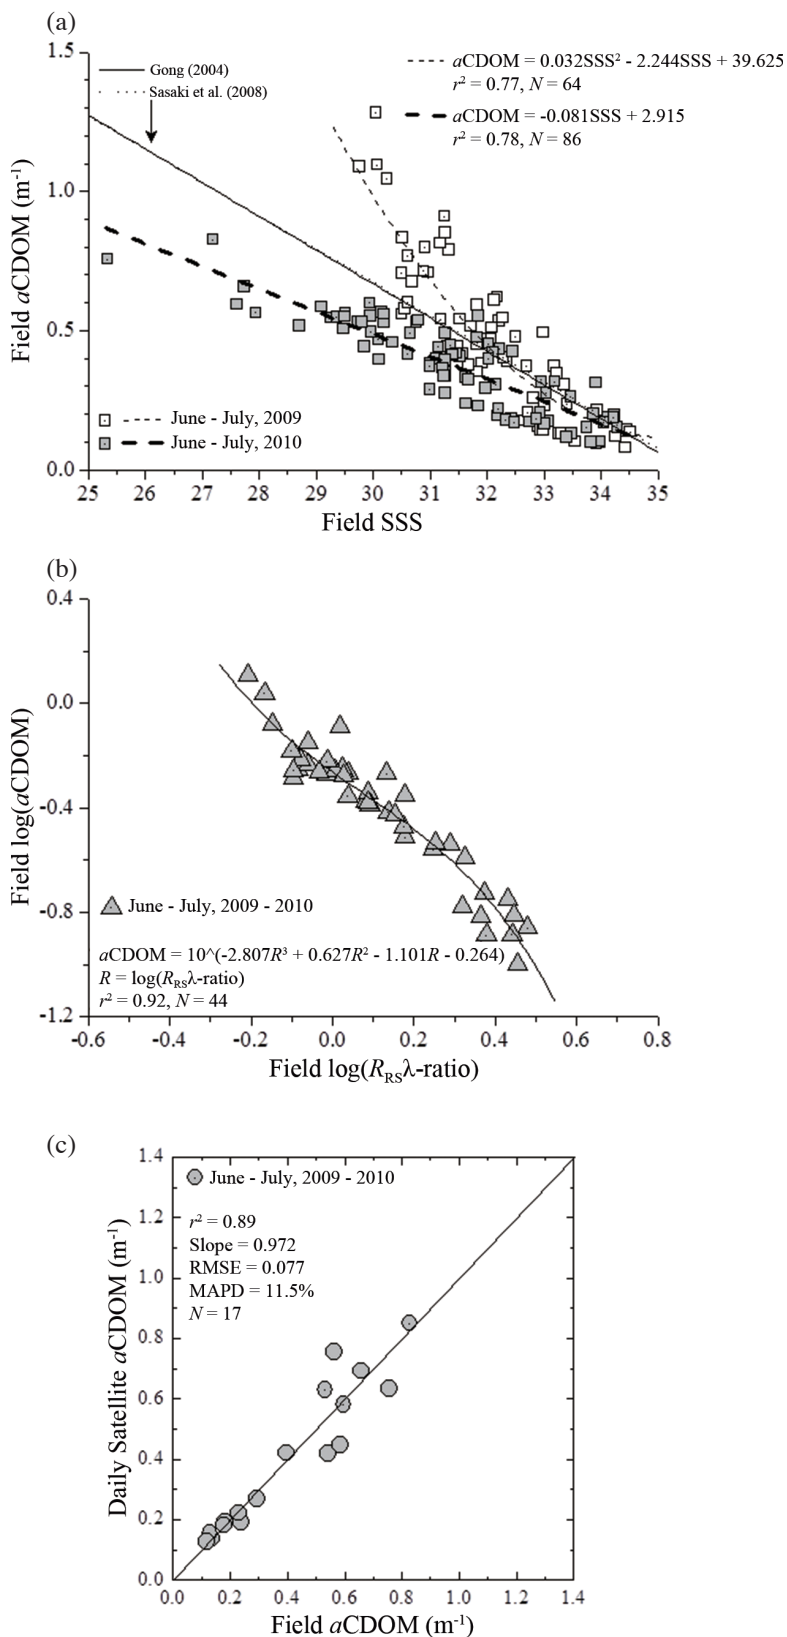 (a)
1.5
1.0
0.5
0.0
Field aCDOM (m⁻¹)
Gong (2004)
Sasaki et al. (2008)
aCDOM = 0.032SSS² - 2.244SSS + 39.625
r² = 0.77, N = 64
aCDOM = -0.081SSS + 2.915
r² = 0.78, N = 86
June - July, 2009
June - July, 2010
25 26 27 28 29 30 31 32 33 34 35
Field SSS
(b)
0.4
0.0
-0.4
-0.8
-1.2
Field log(aCDOM)
June - July, 2009 - 2010
aCDOM = 10^(-2.807R³ + 0.627R² - 1.101R - 0.264)
R = log(RRSλ-ratio)
r² = 0.92, N = 44
-0.6 -0.4 -0.2 0.0 0.2 0.4 0.6 0.8
Field log(RRSλ-ratio)
(c)
1.4
1.2
1.0
0.8
0.6
0.4
0.2
0.0
Daily Satellite aCDOM (m⁻¹)
June - July, 2009 - 2010
r² = 0.89
Slope = 0.972
RMSE = 0.077
MAPD = 11.5%
N = 17
0.0 0.2 0.4 0.6 0.8 1.0 1.2 1.4
Field aCDOM (m⁻¹)